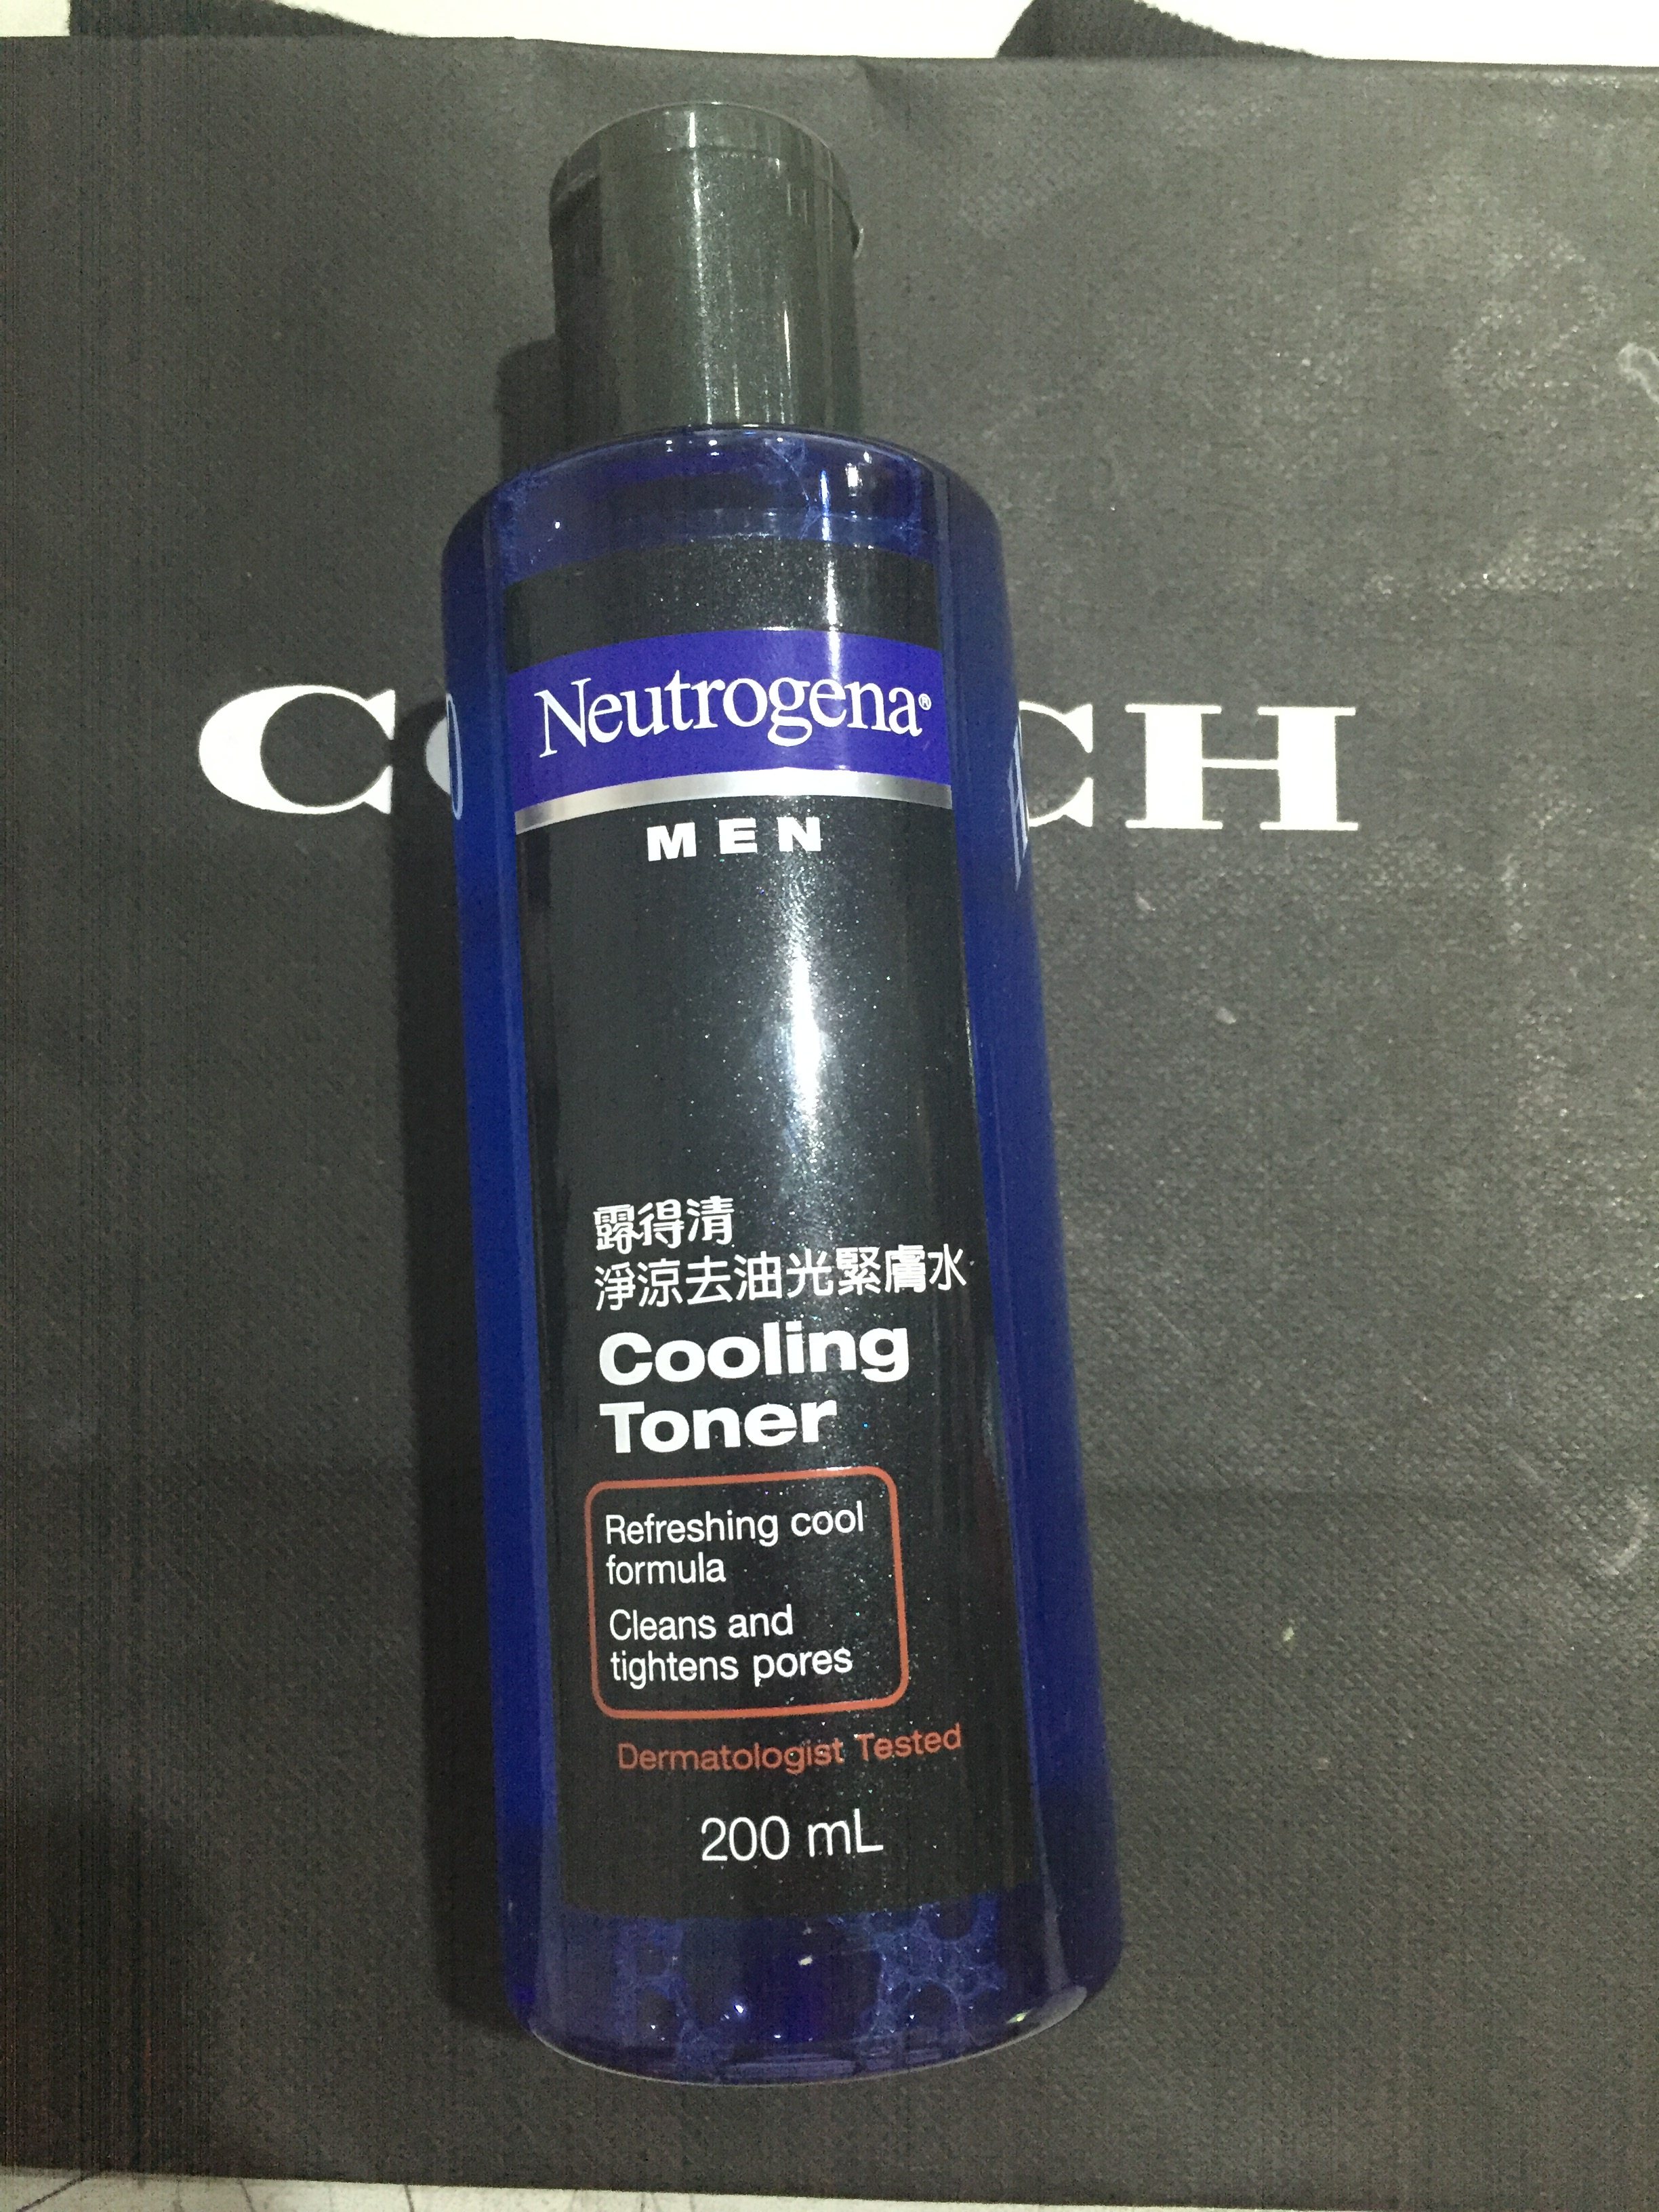 COACH
Neutrogena®
MEN
露得清
淨涼去油光緊膚水
Cooling
Toner
Refreshing cool
formula
Cleans and
tightens pores
Dermatologist Tested
200 mL